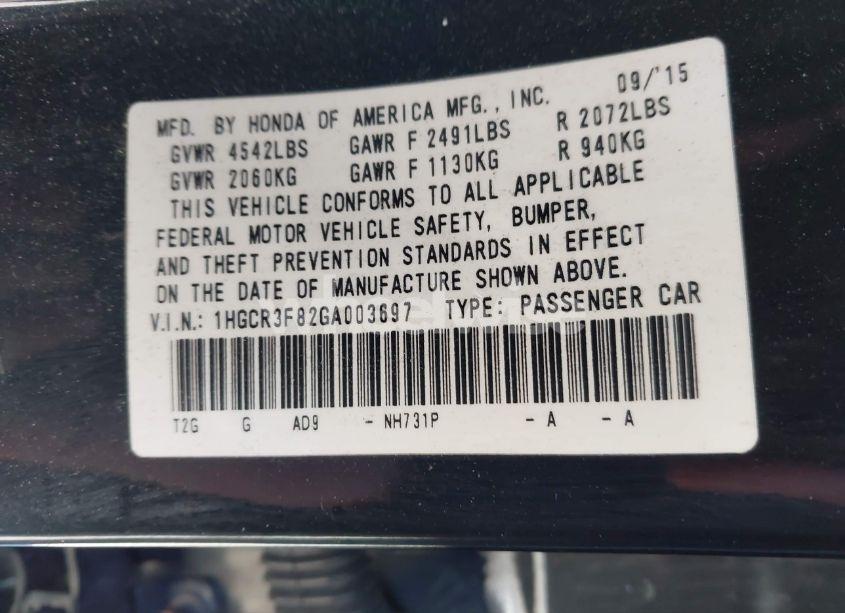 09/'15
MFD. BY HONDA OF AMERICA MFG., INC.
GVWR 4542LBS GAWR F 2491LBS R 2072LBS
GVWR 2060KG GAWR F 1130KG R 940KG
THIS VEHICLE CONFORMS TO ALL APPLICABLE
FEDERAL MOTOR VEHICLE SAFETY, BUMPER,
AND THEFT PREVENTION STANDARDS IN EFFECT
ON THE DATE OF MANUFACTURE SHOWN ABOVE.
V.I.N.: 1HGCR3F82GA003697 TYPE: PASSENGER CAR
T2G G AD9 - NH731P - A - A